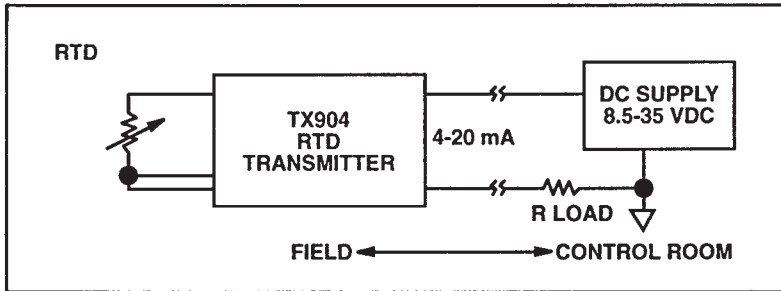 RTD
TX904
RTD
TRANSMITTER
4-20 mA
DC SUPPLY
8.5-35 VDC
R LOAD
FIELD
CONTROL ROOM